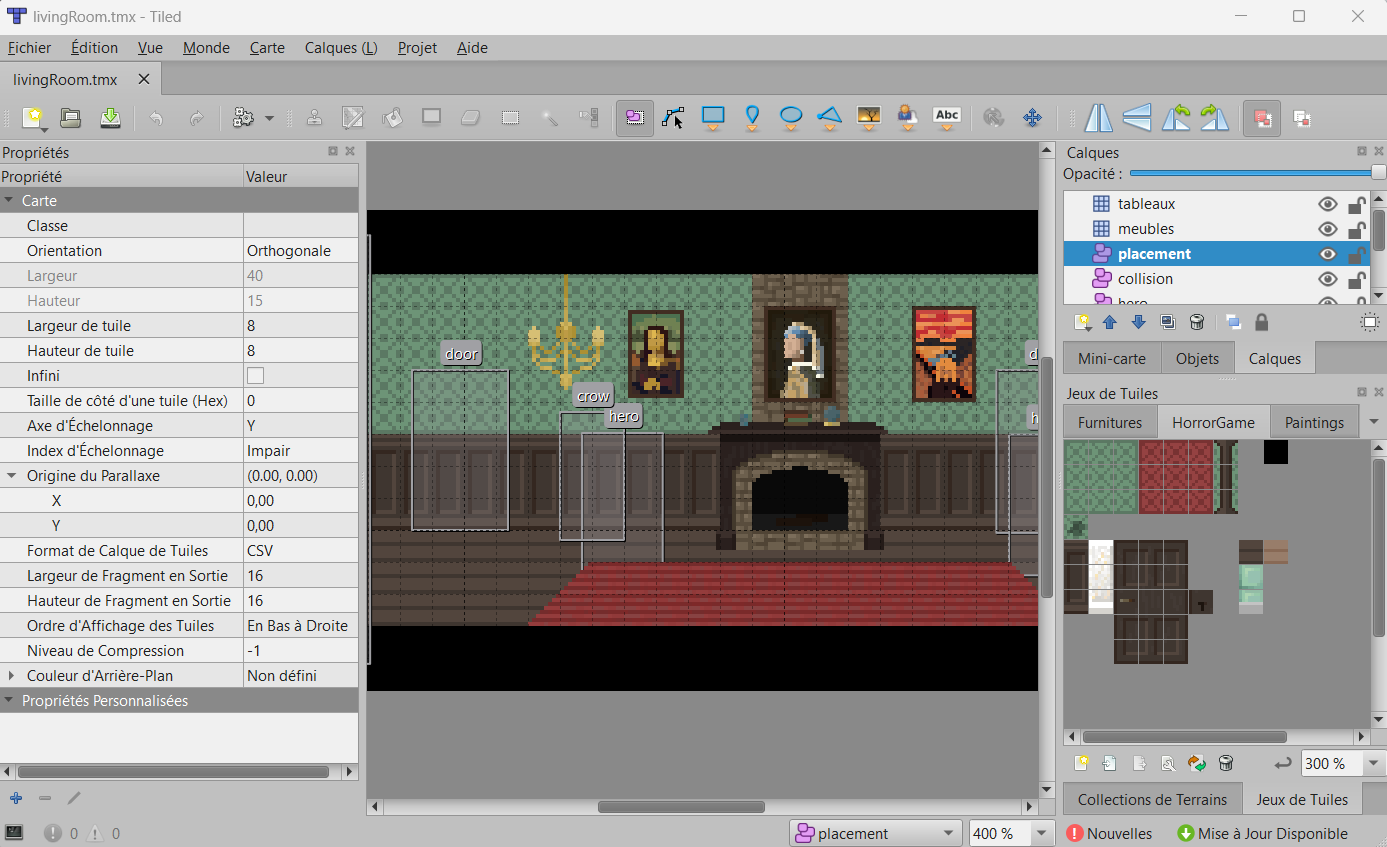 livingRoom.tmx - Tiled
Fichier Édition Vue Monde Carte Calques (L) Projet Aide
livingRoom.tmx
Abc
Propriétés
Propriété Valeur
Carte
Classe
Orientation Orthogonale
Largeur 40
Hauteur 15
Largeur de tuile 8
Hauteur de tuile 8
Infini
Taille de côté d'une tuile (Hex) 0
Axe d'Échelonnage Y
Index d'Échelonnage Impair
Origine du Parallaxe (0.00, 0.00)
X 0,00
Y 0,00
Format de Calque de Tuiles CSV
Largeur de Fragment en Sortie 16
Hauteur de Fragment en Sortie 16
Ordre d'Affichage des Tuiles En Bas à Droite
Niveau de Compression -1
Couleur d'Arrière-Plan Non défini
Propriétés Personnalisées
0 0
door
crow
hero
placement 400 %
Calques
Opacité :
tableaux
meubles
placement
collision
hero
Mini-carte Objets Calques
Jeux de Tuiles
Furnitures HorrorGame Paintings
300 %
Collections de Terrains Jeux de Tuiles
Nouvelles Mise à Jour Disponible